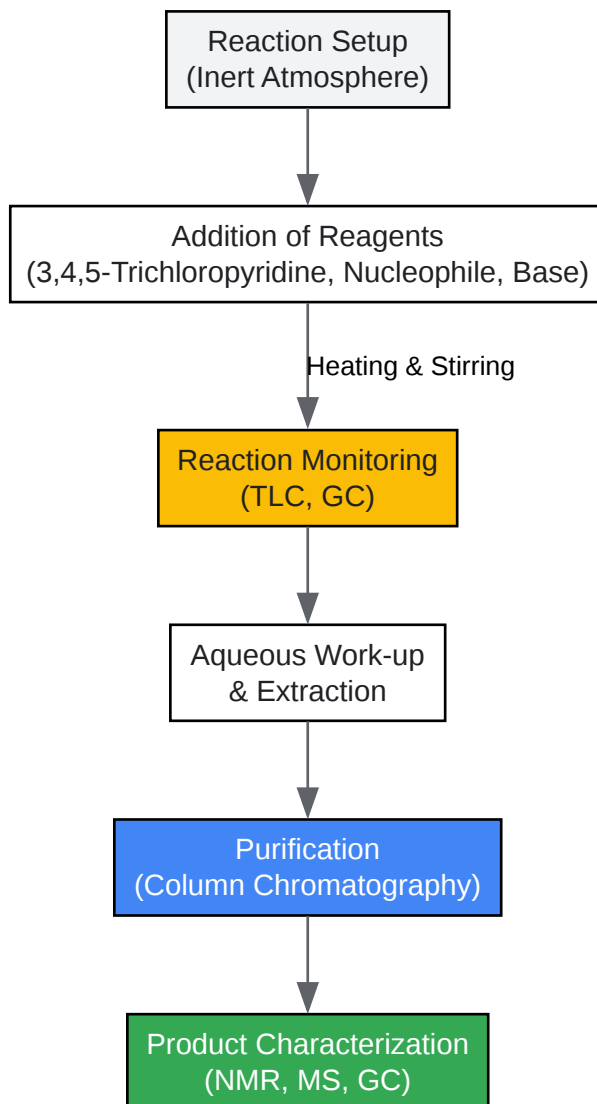 Reaction Setup
(Inert Atmosphere)
Addition of Reagents
(3,4,5-Trichloropyridine, Nucleophile, Base)
Heating & Stirring
Reaction Monitoring
(TLC, GC)
Aqueous Work-up
& Extraction
Purification
(Column Chromatography)
Product Characterization
(NMR, MS, GC)